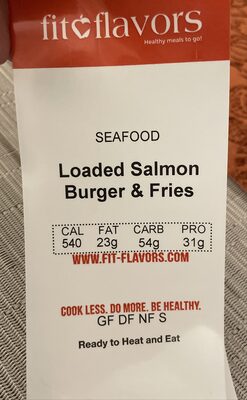 fit flavors
Healthy meals to go!
SEAFOOD
Loaded Salmon
Burger & Fries
CAL FAT CARB PRO
540 23g 54g 31g
WWW.FIT-FLAVORS.COM
COOK LESS. DO MORE. BE HEALTHY.
GF DF NF S
Ready to Heat and Eat